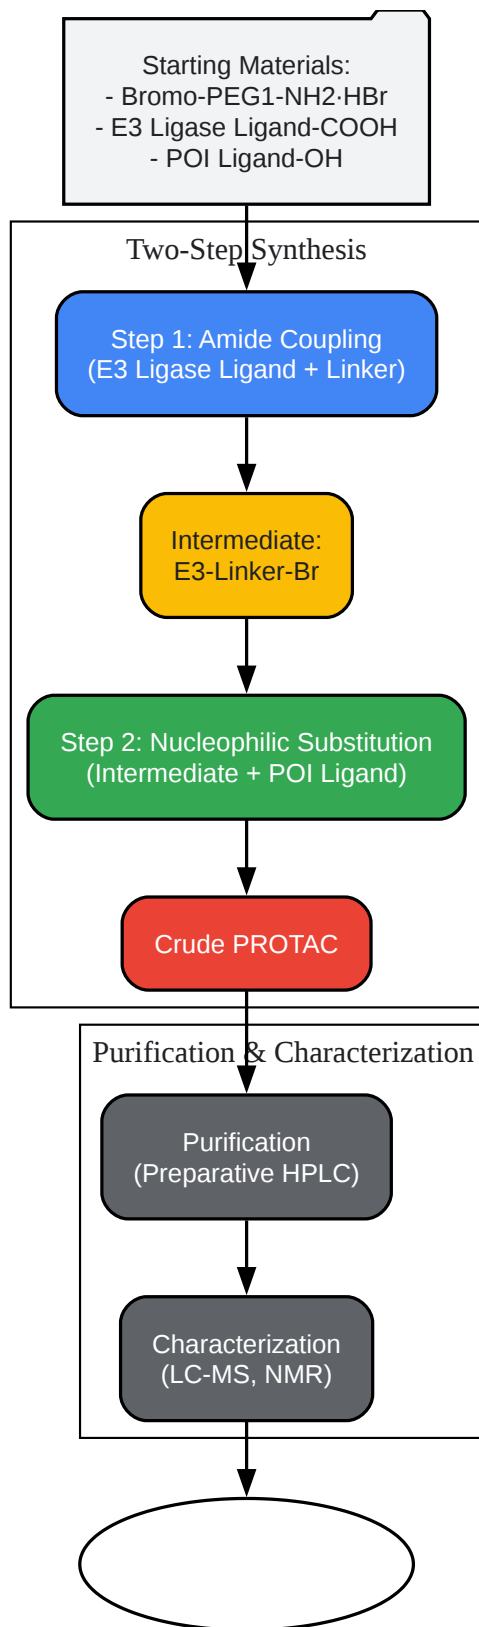 Starting Materials:
- Bromo-PEG1-NH2·HBr
- E3 Ligase Ligand-COOH
- POI Ligand-OH
Two-Step Synthesis
Step 1: Amide Coupling
(E3 Ligase Ligand + Linker)
Intermediate:
E3-Linker-Br
Step 2: Nucleophilic Substitution
(Intermediate + POI Ligand)
Crude PROTAC
Purification & Characterization
Purification
(Preparative HPLC)
Characterization
(LC-MS, NMR)